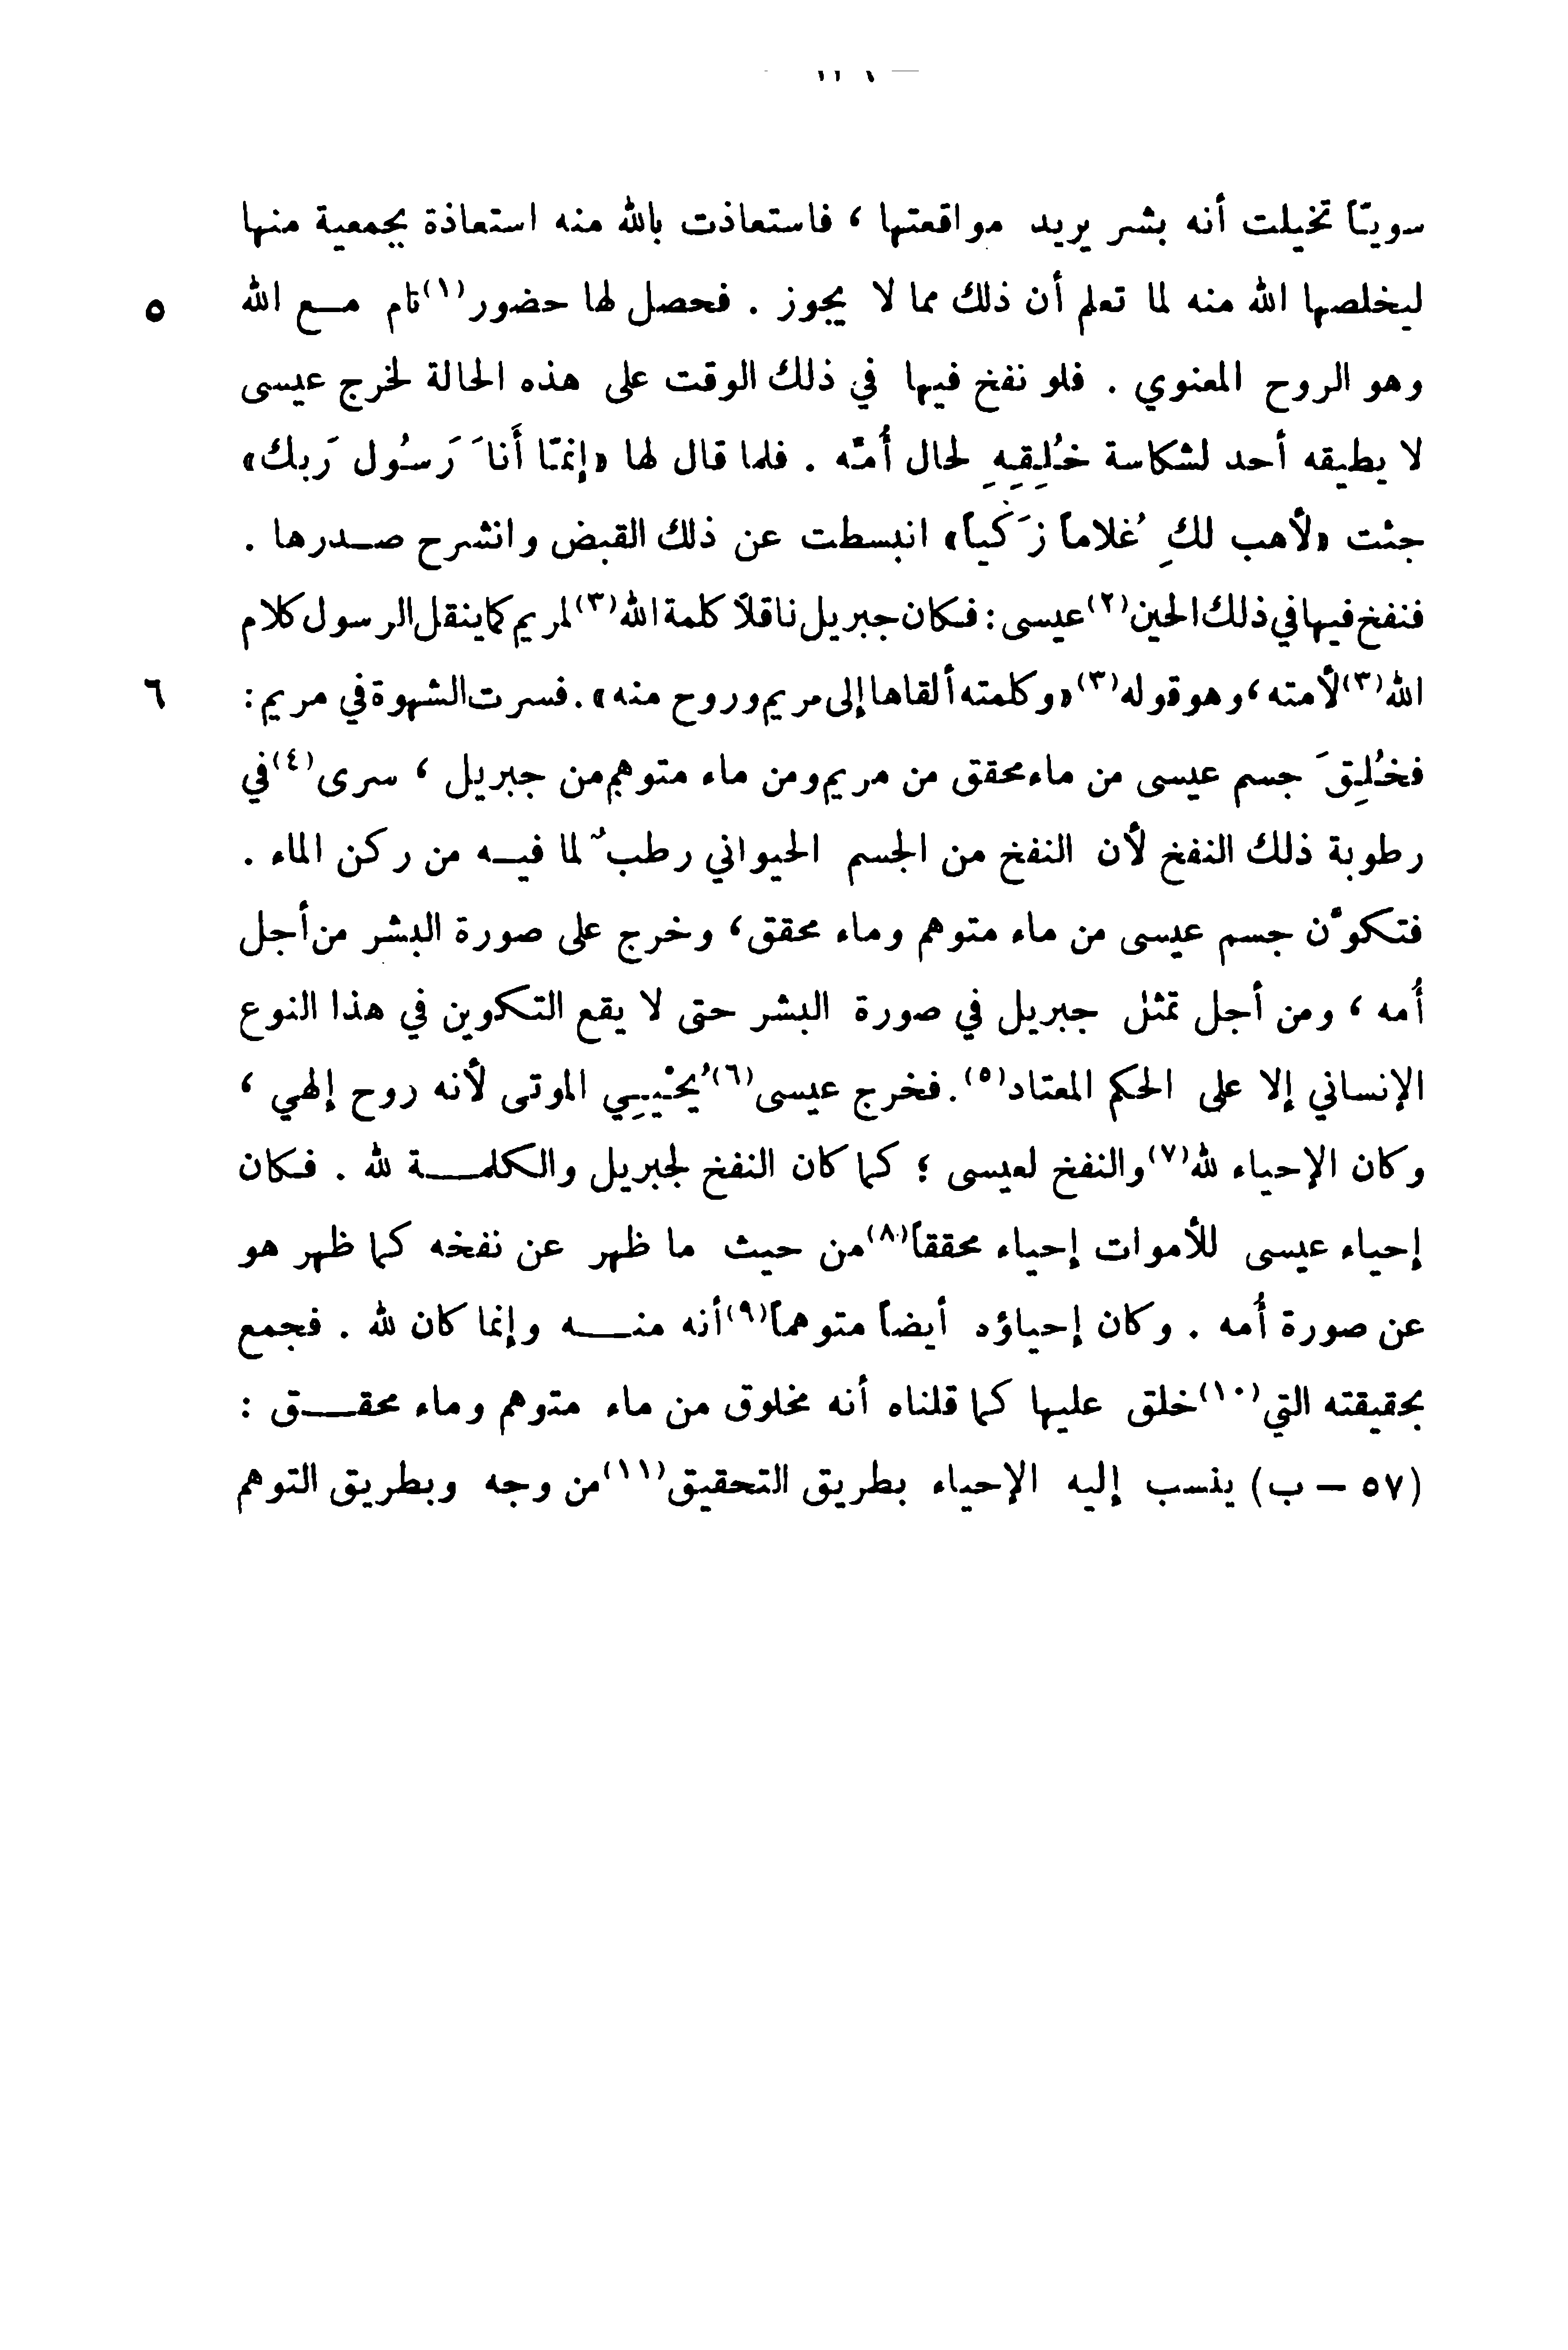 سويّاً تخيلت أنه بشر يريد مواقعتها ، فاستعاذت بالله منه استعاذة بجمعية منها
ليخلصها الله منه لما تعلم أن ذلك مما لا يجوز . فحصل لها حضور(١) تام مـع الله ٥
وهو الروح المعنوي . فلو نفخ فيها في ذلك الوقت على هذه الحالة لخرج عيسى
لا يطيقه أحد لشكاسة خُلِقِهِ لحال أُمّه . فلما قال لها «إنمّا أَنَا رَسُول رَبك»
جئت «لأهب لكِ غُلاماً زَكياً» انبسطت عن ذلك القبض وانشرح صـدرها .
فنفخ فيها في ذلك الحين(٢) عيسى : فكان جبريل ناقلاً كلمة الله(٣) لمريم كما ينقل الرسول كلام
الله(٣) لأمته ، وهو قوله(٣) «وكلمته ألقاها إلى مريم وروح منه» . فسرت الشهوة في مريم : ٦
فخُلِقَ جسم عيسى من ماء محقق من مريم ومن ماء متوهم من جبريل ، سرى(٤) في
رطوبة ذلك النفخ لأن النفخ من الجسم الحيواني رطبٌ لما فيـه من ركن الماء .
فتكوَّن جسم عيسى من ماء متوهم وماء محقق ، وخرج على صورة البشر من أجل
أُمه ، ومن أجل تمثل جبريل في صورة البشر حتى لا يقع التكوين في هذا النوع
الإنساني إلا على الحكم المعتاد(٥) . فخرج عيسى(٦) يُحْيِي الموتى لأنه روح إلهي ،
وكان الإحياء لله(٧) والنفخ لعيسى ؛ كما كان النفخ لجبريل والكلمـة لله . فكان
إحياء عيسى للأموات إحياء محققاً(٨) من حيث ما ظهر عن نفخه كما ظهر هو
عن صورة أُمه . وكان إحياؤه أيضاً متوهماً(٩) أنه منـه وإنما كان لله . فجمع
بحقيقته التي(١٠) خلق عليها كما قلناه أنه مخلوق من ماء متوهم وماء محقـق :
(٥٧ – ب) ينسب إليه الإحياء بطريق التحقيق(١١) من وجه وبطريق التوهم